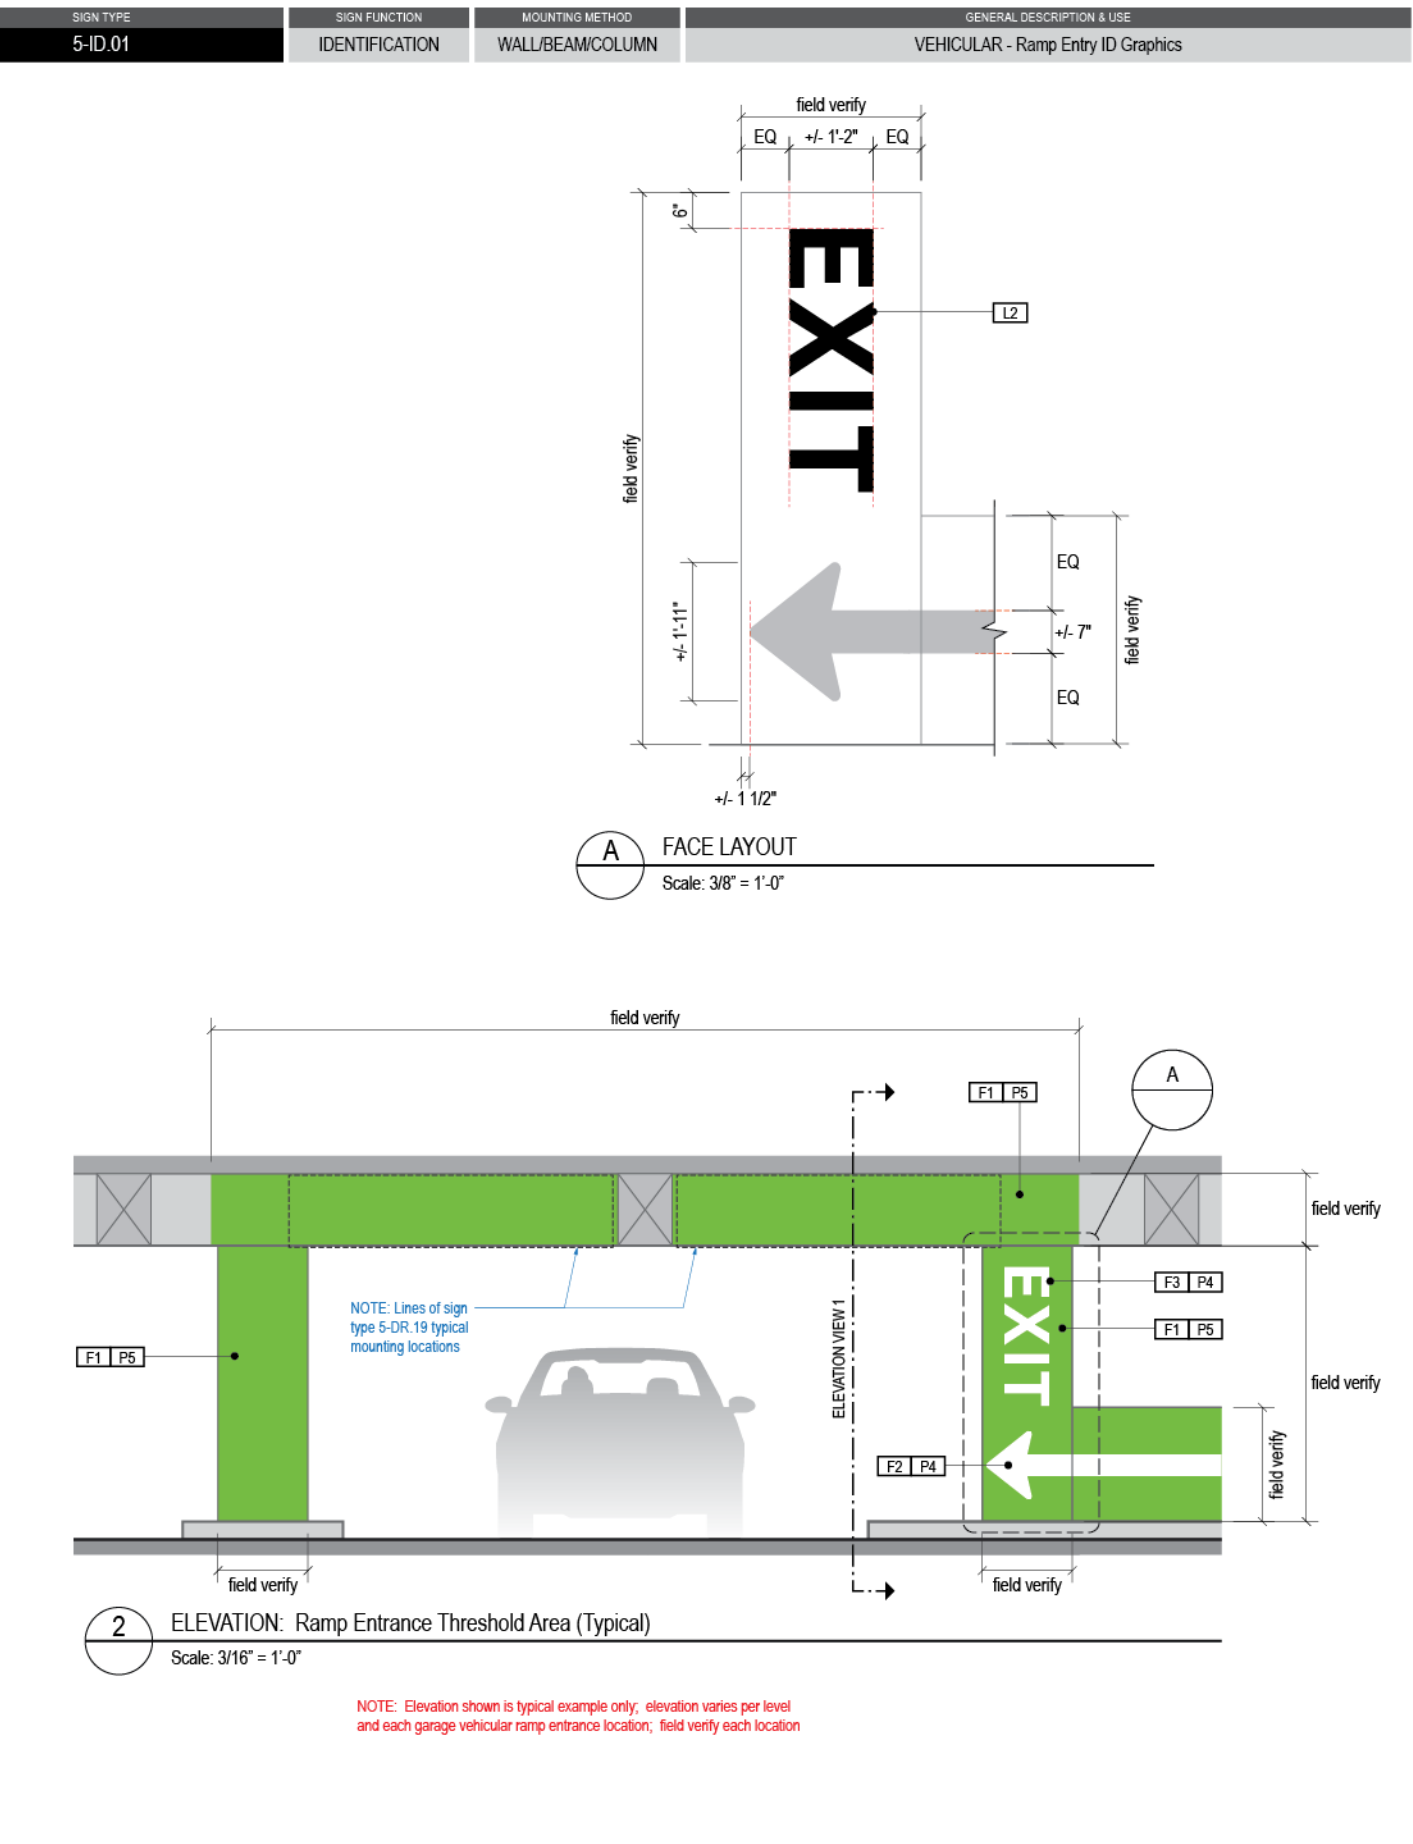 SIGN TYPE
5-ID.01
SIGN FUNCTION
IDENTIFICATION
MOUNTING METHOD
WALL/BEAM/COLUMN
GENERAL DESCRIPTION & USE
VEHICULAR - Ramp Entry ID Graphics
field verify
EQ
+/- 1'-2"
EQ
6"
EXIT
L2
field verify
EQ
+/- 1'-11"
+/- 7"
field verify
EQ
+/- 1 1/2"
A
FACE LAYOUT
Scale: 3/8” = 1’-0”
field verify
A
F1 P5
field verify
EXIT
F3 P4
NOTE: Lines of sign
type 5-DR.19 typical
mounting locations
F1 P5
F1 P5
ELEVATION VIEW 1
field verify
F2 P4
field verify
field verify
field verify
2
ELEVATION: Ramp Entrance Threshold Area (Typical)
Scale: 3/16” = 1’-0”
NOTE: Elevation shown is typical example only; elevation varies per level
and each garage vehicular ramp entrance location; field verify each location